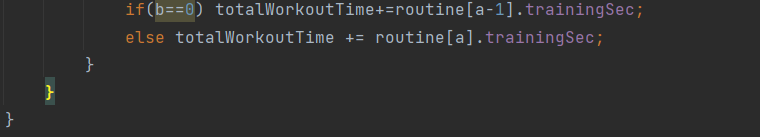 if(b==0) totalWorkoutTime+=routine[a-1].trainingSec;
else totalWorkoutTime += routine[a].trainingSec;
}
}
}